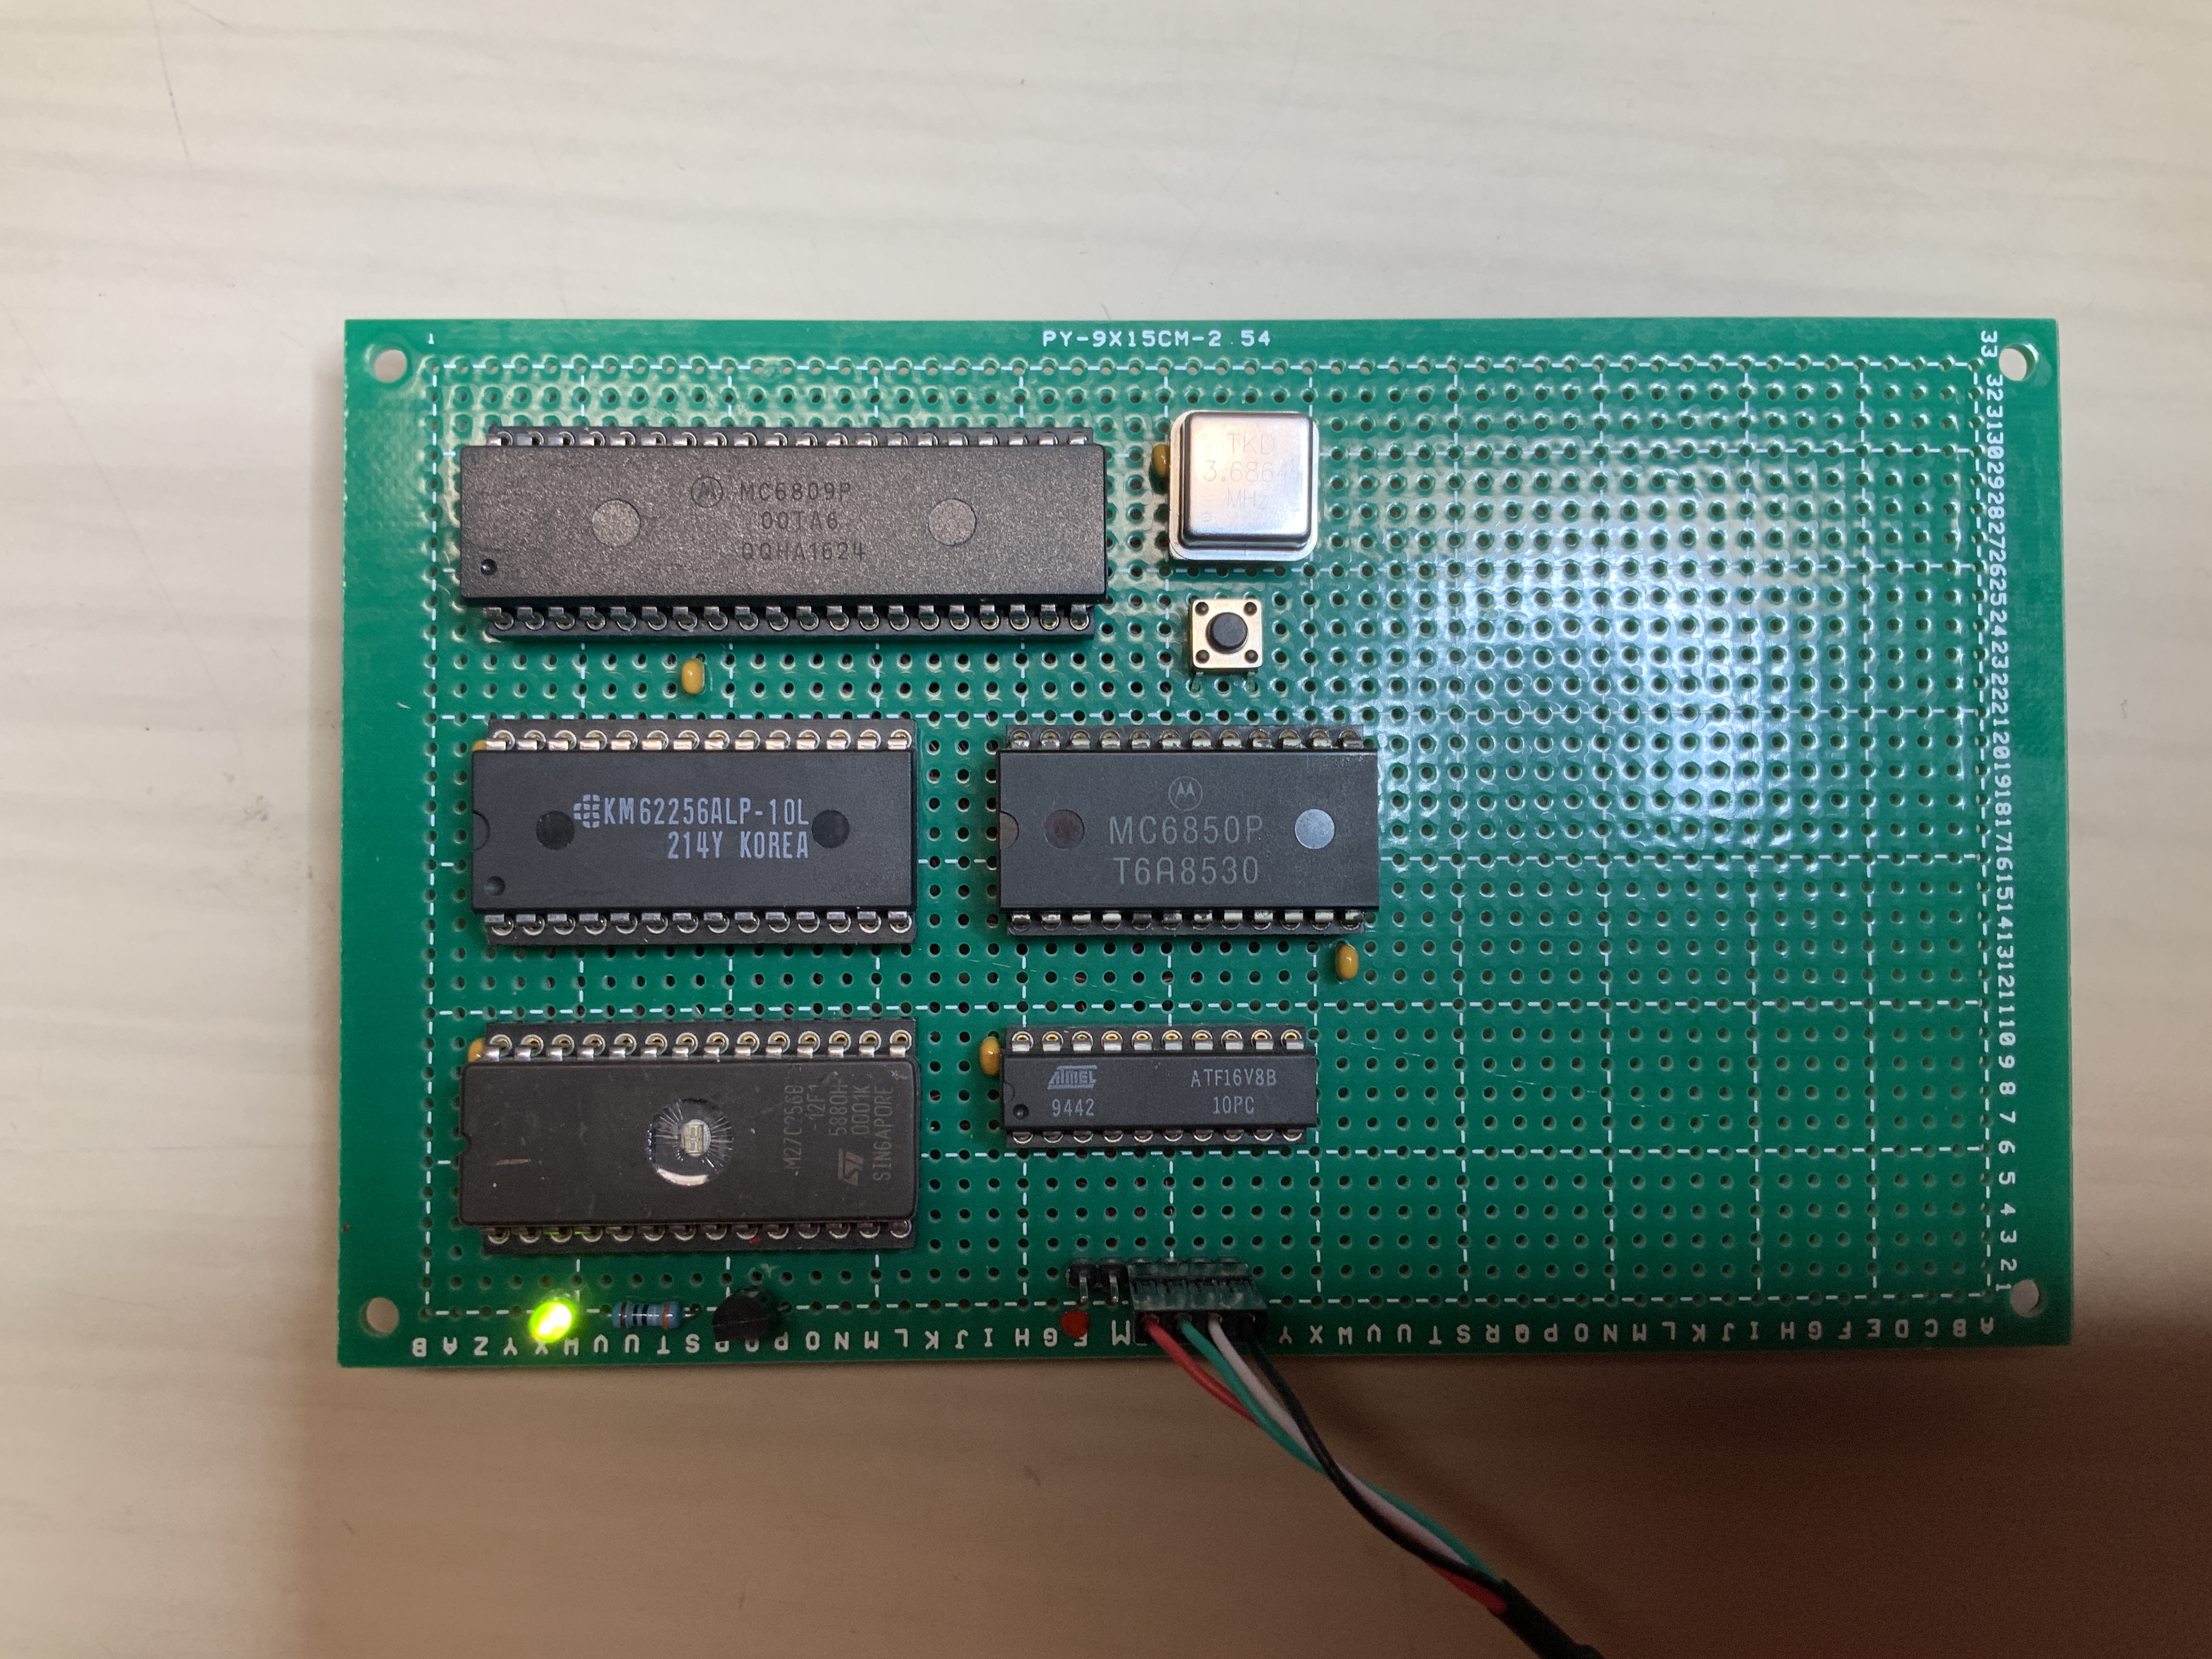 PY-9X15CM-2.54
1
33 32 31 30 29 28 27 26 25 24 23 22 21 20 19 18 17 16 15 14 13 12 11 10 9 8 7 6 5 4 3 2 1
MC6809P
OOTA6
QQHA1624
TKD
3.6864
MHz
KM62256ALP-10L
214Y KOREA
MC6850P
T6A8530
M27C256B
-12F1
5880H
0001K
SINGAPORE
ST
ATMEL
ATF16V8B
9442
10PC
B A Z Y X W V U T S R Q P O N M L K J I H G F
M
Y X W V U T S R Q P O N M L K J I H G F E D C B A